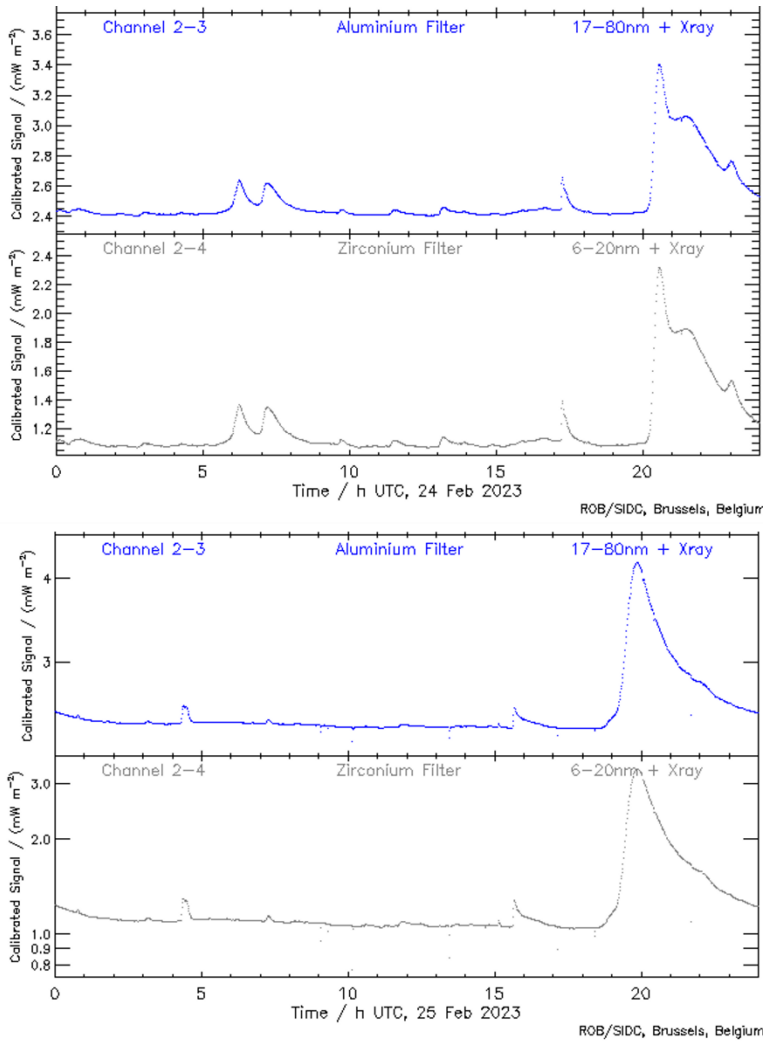 Channel 2-3 Aluminium Filter 17-80nm + Xray
Calibrated Signal / (mW m⁻²)
3.6
3.4
3.2
3.0
2.8
2.6
2.4
Channel 2-4 Zirconium Filter 6-20nm + Xray
Calibrated Signal / (mW m⁻²)
2.4
2.2
2.0
1.8
1.6
1.4
1.2
0 5 10 15 20
Time / h UTC, 24 Feb 2023
ROB/SIDC, Brussels, Belgium
Channel 2-3 Aluminium Filter 17-80nm + Xray
Calibrated Signal / (mW m⁻²)
4
3
Channel 2-4 Zirconium Filter 6-20nm + Xray
Calibrated Signal / (mW m⁻²)
3.0
2.0
1.0
0.9
0.8
0 5 10 15 20
Time / h UTC, 25 Feb 2023
ROB/SIDC, Brussels, Belgium